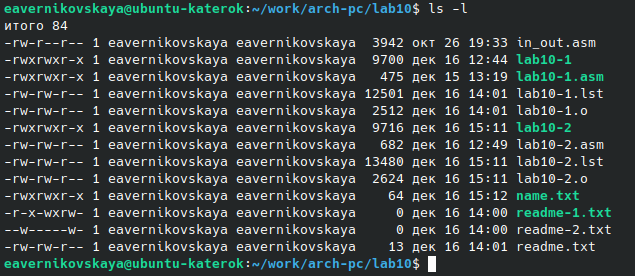 eavernikovskaya@ubuntu-katerok:~/work/arch-pc/lab10$ ls -l
итого 84
-rw-r--r-- 1 eavernikovskaya eavernikovskaya  3942 окт 26 19:33 in_out.asm
-rwxrwxr-x 1 eavernikovskaya eavernikovskaya  9700 дек 16 12:44 lab10-1
-rwxrwxr-x 1 eavernikovskaya eavernikovskaya   475 дек 15 13:19 lab10-1.asm
-rw-rw-r-- 1 eavernikovskaya eavernikovskaya 12501 дек 16 14:01 lab10-1.lst
-rw-rw-r-- 1 eavernikovskaya eavernikovskaya  2512 дек 16 14:01 lab10-1.o
-rwxrwxr-x 1 eavernikovskaya eavernikovskaya  9716 дек 16 15:11 lab10-2
-rw-rw-r-- 1 eavernikovskaya eavernikovskaya   682 дек 16 12:49 lab10-2.asm
-rw-rw-r-- 1 eavernikovskaya eavernikovskaya 13480 дек 16 15:11 lab10-2.lst
-rw-rw-r-- 1 eavernikovskaya eavernikovskaya  2624 дек 16 15:11 lab10-2.o
-rwxrwxr-x 1 eavernikovskaya eavernikovskaya    64 дек 16 15:12 name.txt
-r-x-wxrw- 1 eavernikovskaya eavernikovskaya     0 дек 16 14:00 readme-1.txt
--w-----w- 1 eavernikovskaya eavernikovskaya     0 дек 16 14:00 readme-2.txt
-rw-rw-r-- 1 eavernikovskaya eavernikovskaya    13 дек 16 14:01 readme.txt
eavernikovskaya@ubuntu-katerok:~/work/arch-pc/lab10$